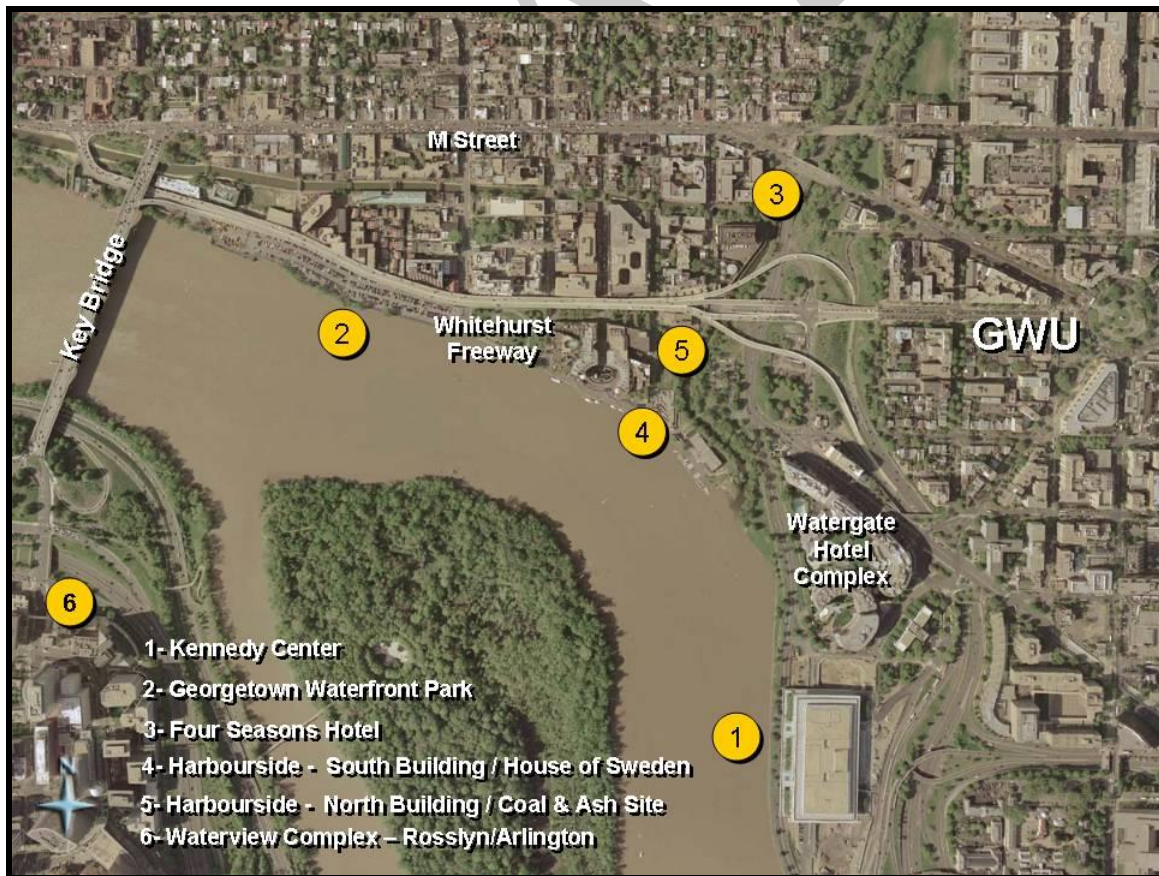 M Street
3
Key Bridge
2
Whitehurst
Freeway
5
GWU
4
Watergate
Hotel
Complex
6
1- Kennedy Center
2- Georgetown Waterfront Park
3- Four Seasons Hotel
1
4- Harbourside - South Building / House of Sweden
N
5- Harbourside - North Building / Coal & Ash Site
6- Waterview Complex – Rosslyn/Arlington